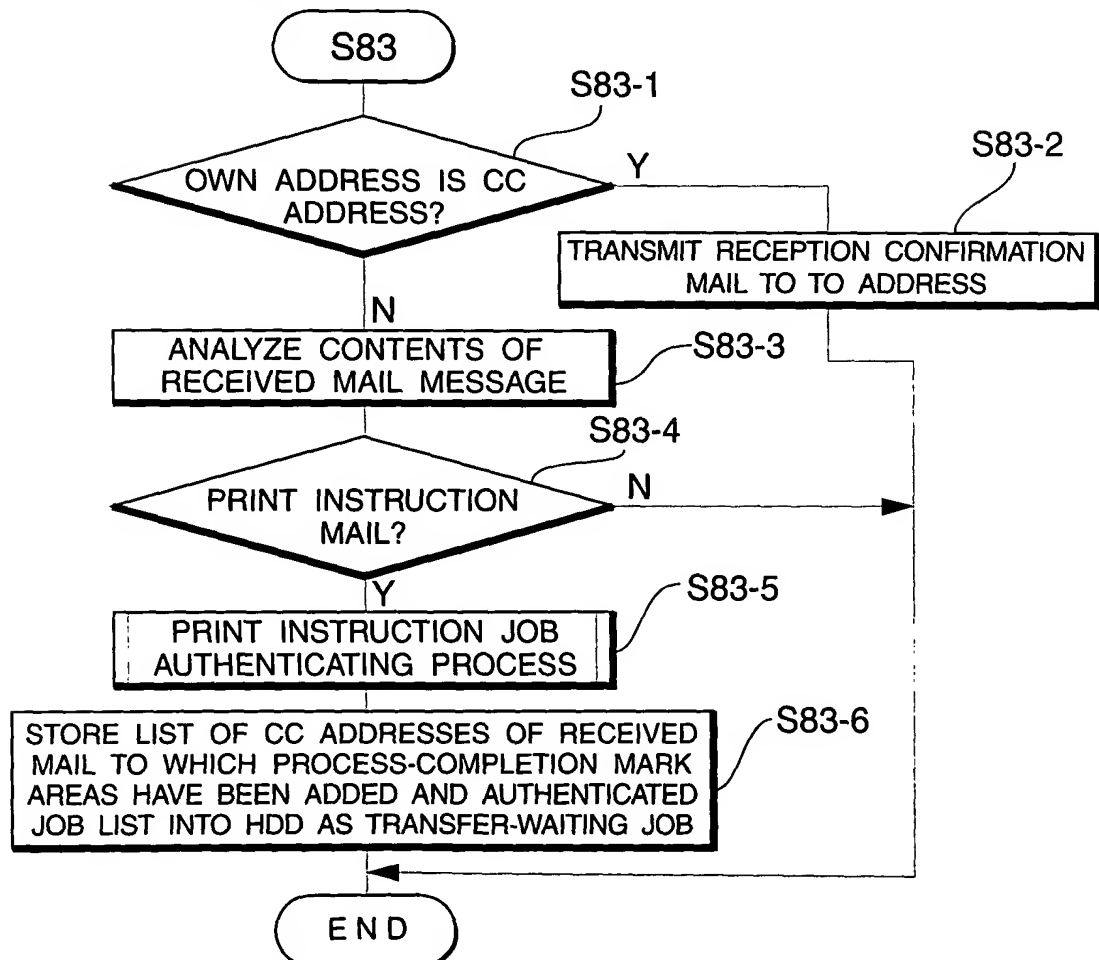 S83
S83-1
OWN ADDRESS IS CC
ADDRESS?
Y
S83-2
TRANSMIT RECEPTION CONFIRMATION
MAIL TO TO ADDRESS
N
ANALYZE CONTENTS OF
RECEIVED MAIL MESSAGE
S83-3
S83-4
PRINT INSTRUCTION
MAIL?
N
Y
S83-5
PRINT INSTRUCTION JOB
AUTHENTICATING PROCESS
S83-6
STORE LIST OF CC ADDRESSES OF RECEIVED
MAIL TO WHICH PROCESS-COMPLETION MARK
AREAS HAVE BEEN ADDED AND AUTHENTICATED
JOB LIST INTO HDD AS TRANSFER-WAITING JOB
END